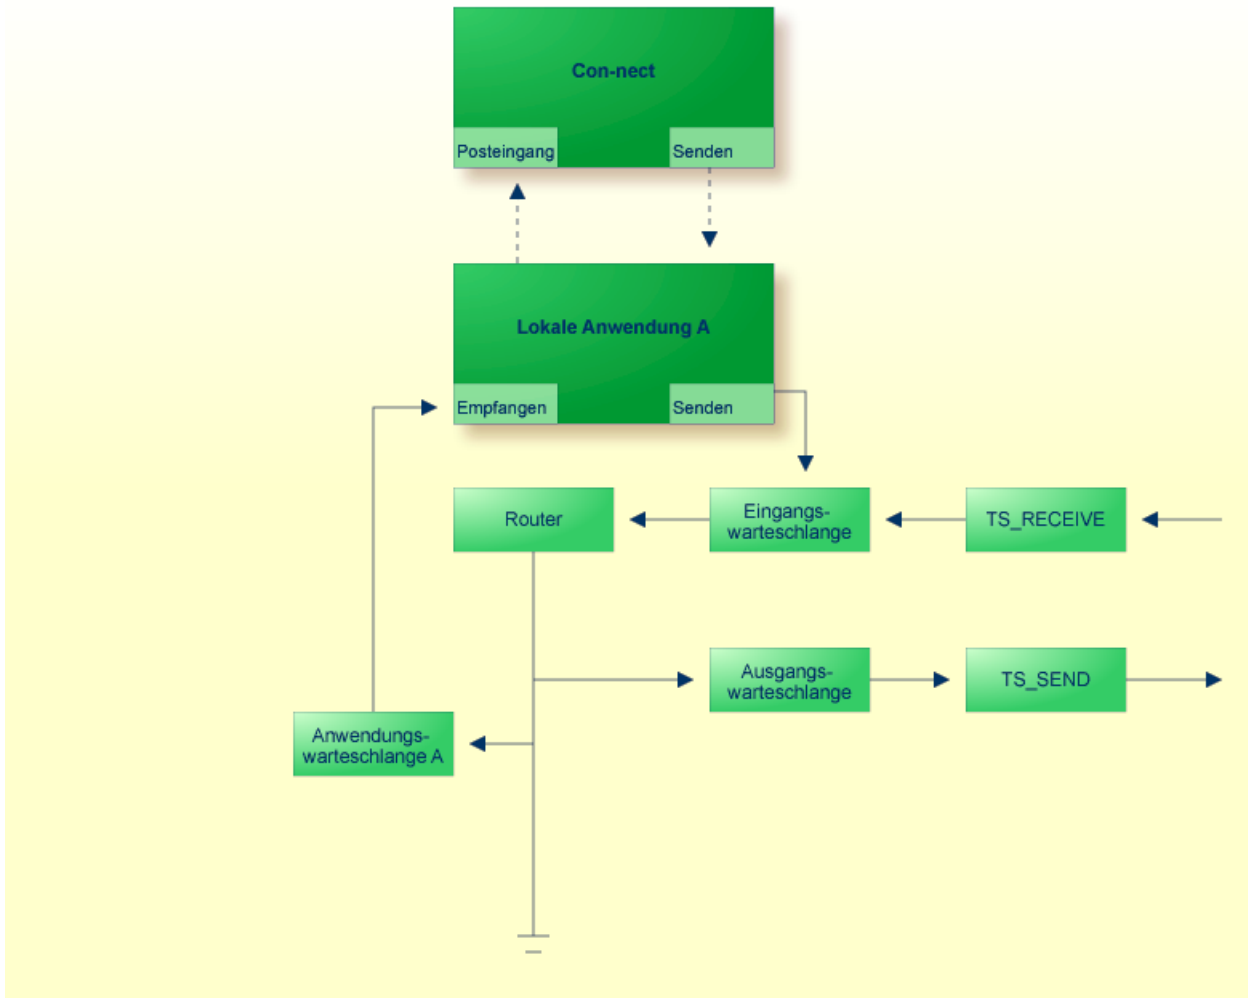 Con-nect
Posteingang
Senden
Lokale Anwendung A
Empfangen
Senden
Router
Eingangs-
warteschlange
TS_RECEIVE
Ausgangs-
warteschlange
TS_SEND
Anwendungs-
warteschlange A